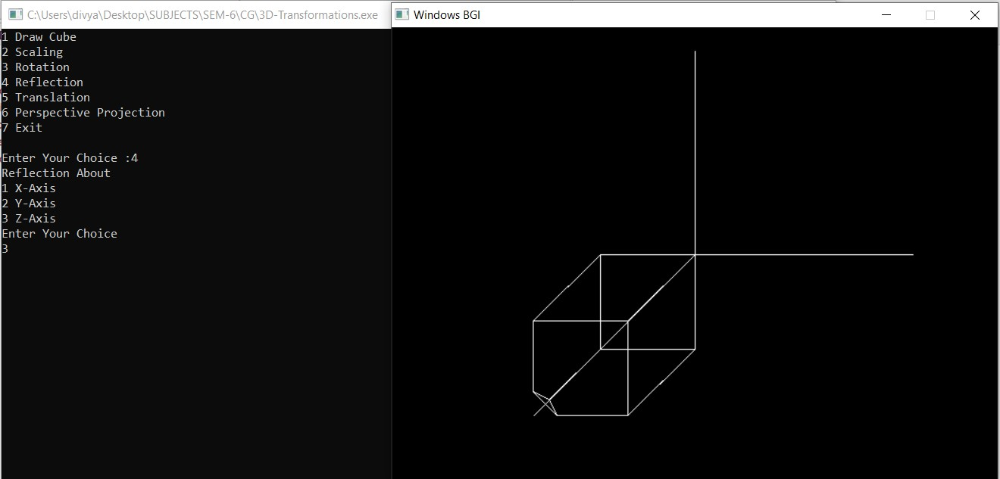 C:\Users\divya\Desktop\SUBJECTS\SEM-6\CG\3D-Transformations.exe
1 Draw Cube
2 Scaling
3 Rotation
4 Reflection
5 Translation
6 Perspective Projection
7 Exit
Enter Your Choice :4
Reflection About
1 X-Axis
2 Y-Axis
3 Z-Axis
Enter Your Choice
3
Windows BGI